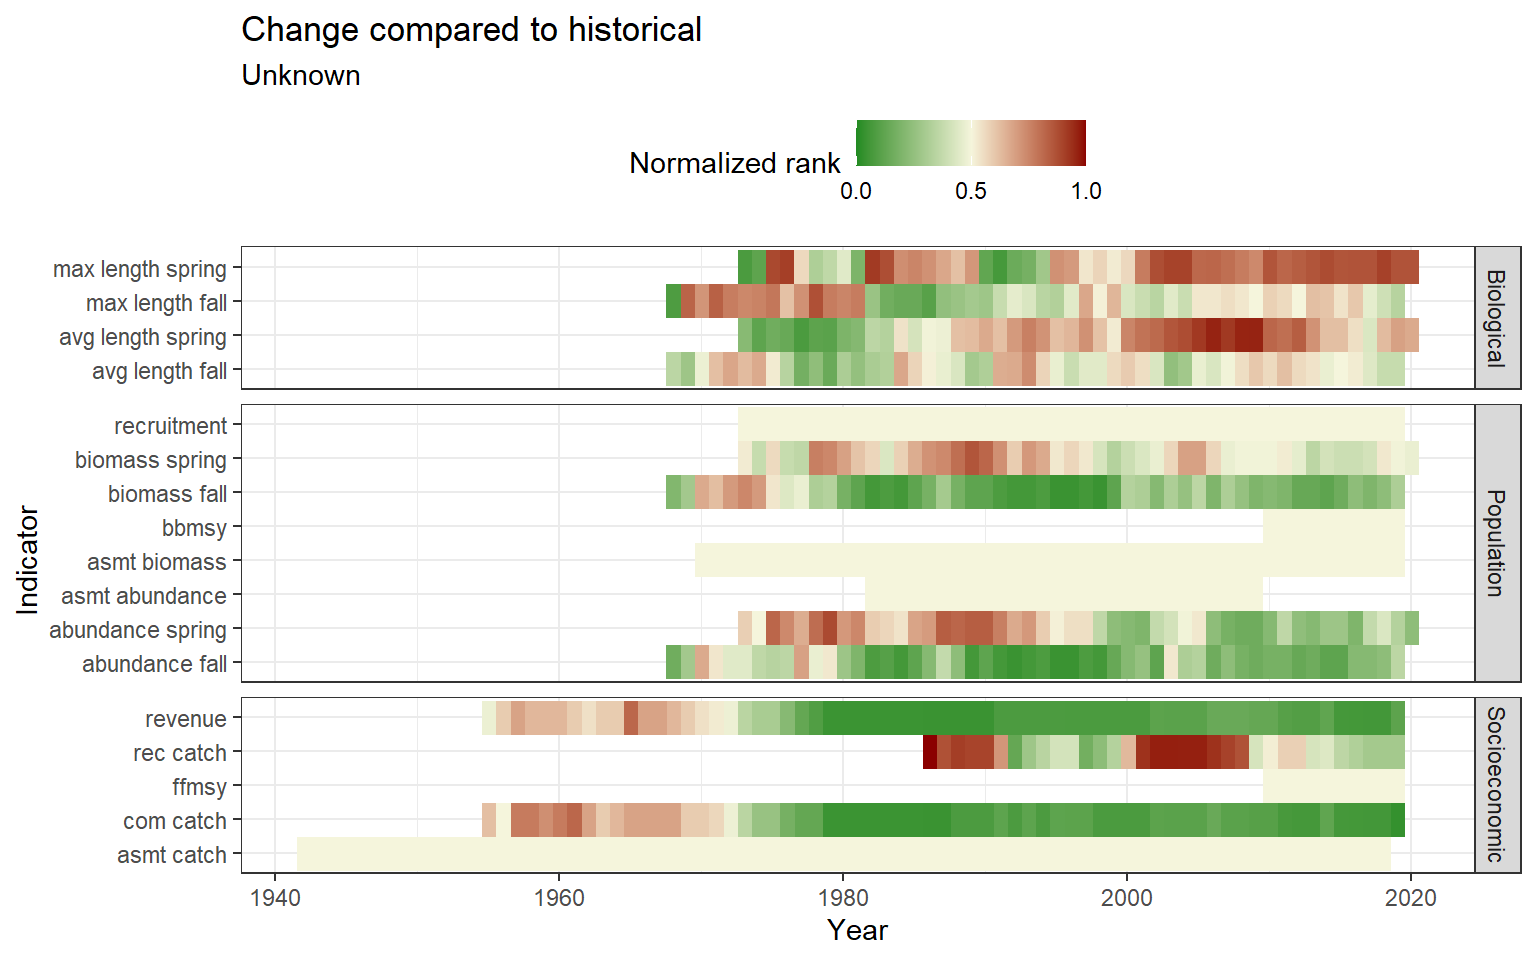 Change compared to historical
Unknown
Normalized rank
0.0 0.5 1.0
max length spring
max length fall
avg length spring
avg length fall
Biological
recruitment
biomass spring
biomass fall
bbmsy
asmt biomass
asmt abundance
abundance spring
abundance fall
Population
Indicator
revenue
rec catch
ffmsy
com catch
asmt catch
Socioeconomic
1940 1960 1980 2000 2020
Year